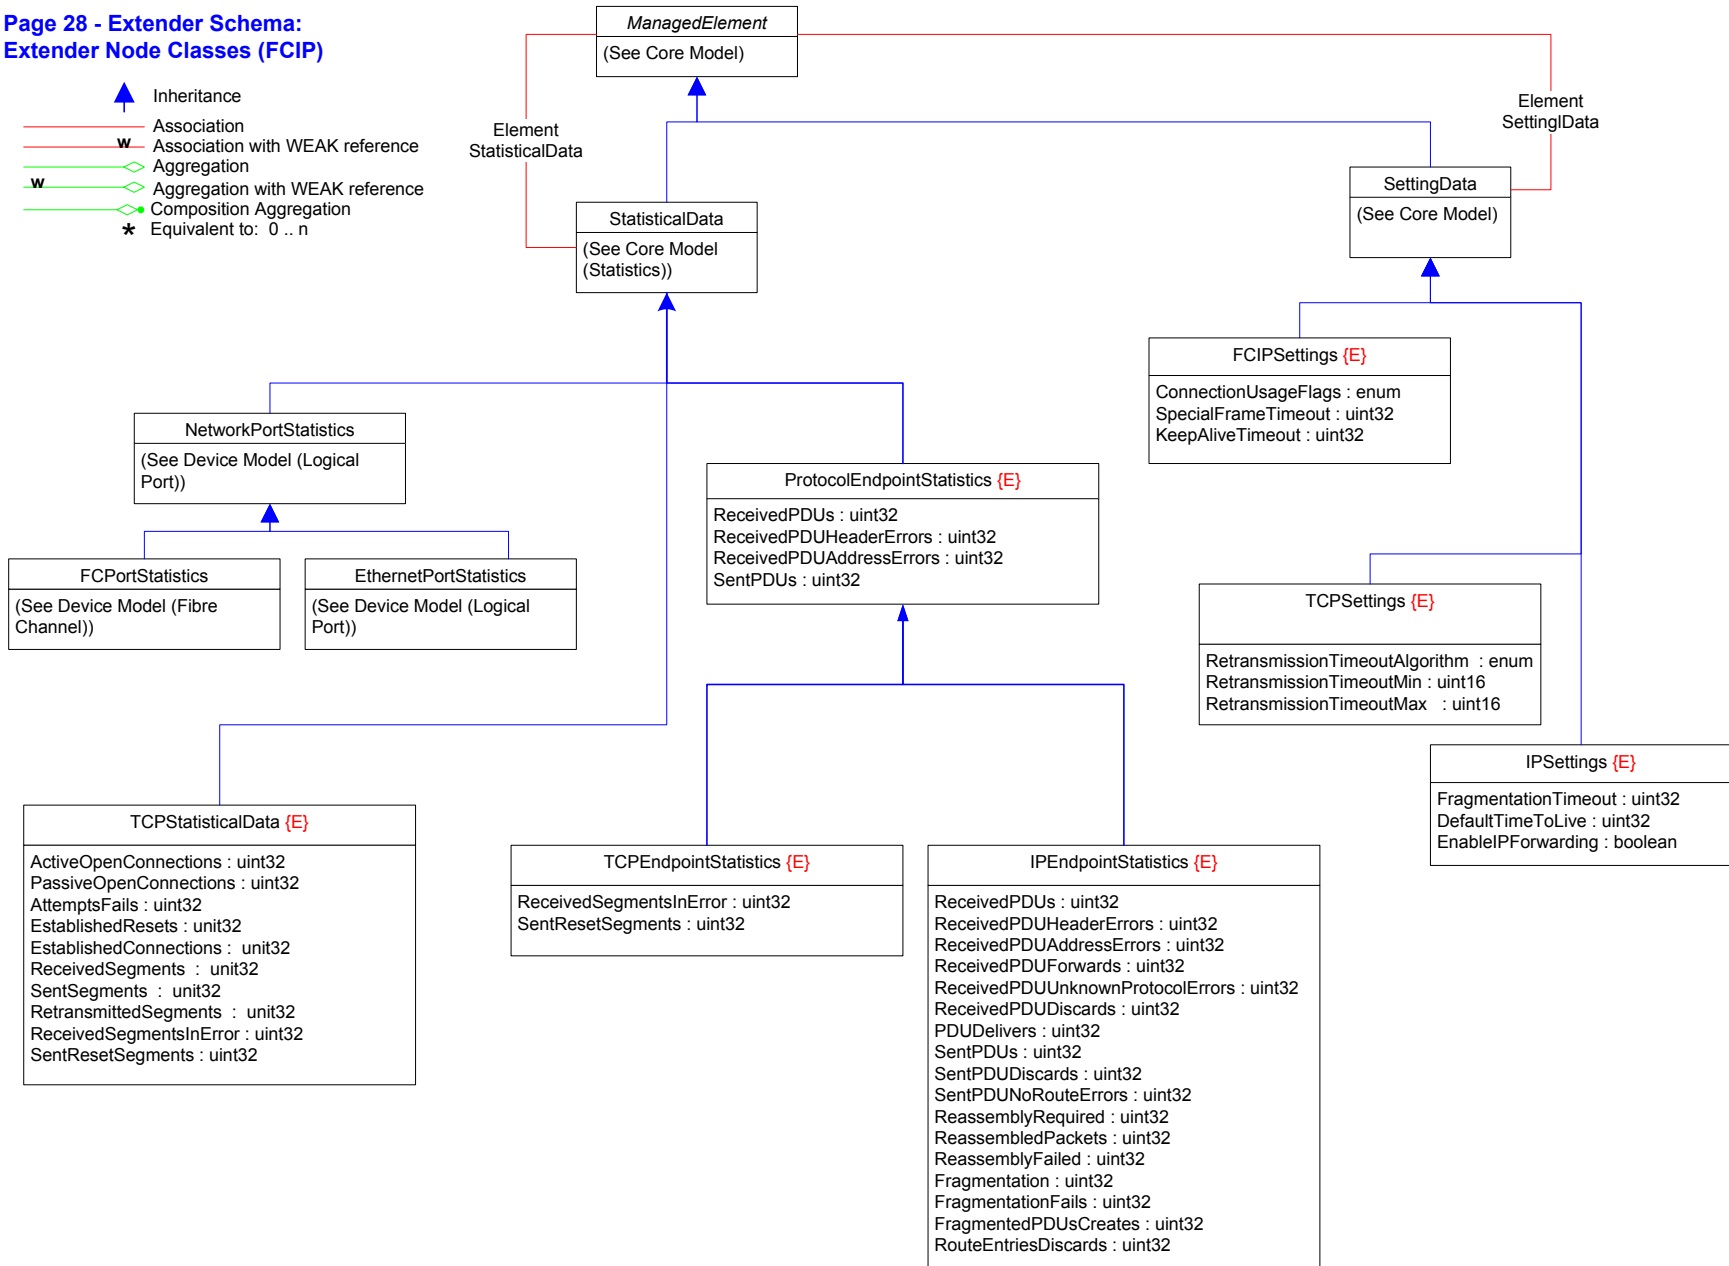 Page 28 - Extender Schema:
Extender Node Classes (FCIP)
Inheritance
Association
w
Association with WEAK reference
Aggregation
w
Aggregation with WEAK reference
Composition Aggregation
* Equivalent to: 0 .. n
ManagedElement
(See Core Model)
Element
StatisticalData
Element
SettinglData
StatisticalData
(See Core Model
(Statistics))
SettingData
(See Core Model)
NetworkPortStatistics
(See Device Model (Logical
Port))
FCPortStatistics
(See Device Model (Fibre
Channel))
EthernetPortStatistics
(See Device Model (Logical
Port))
ProtocolEndpointStatistics {E}
ReceivedPDUs : uint32
ReceivedPDUHeaderErrors : uint32
ReceivedPDUAddressErrors : uint32
SentPDUs : uint32
FCIPSettings {E}
ConnectionUsageFlags : enum
SpecialFrameTimeout : uint32
KeepAliveTimeout : uint32
TCPSettings {E}
RetransmissionTimeoutAlgorithm : enum
RetransmissionTimeoutMin : uint16
RetransmissionTimeoutMax : uint16
IPSettings {E}
FragmentationTimeout : uint32
DefaultTimeToLive : uint32
EnableIPForwarding : boolean
TCPStatisticalData {E}
ActiveOpenConnections : uint32
PassiveOpenConnections : uint32
AttemptsFails : uint32
EstablishedResets : uint32
EstablishedConnections : unit32
ReceivedSegments : unit32
SentSegments : unit32
RetransmittedSegments : unit32
ReceivedSegmentsInError : uint32
SentResetSegments : uint32
TCPEndpointStatistics {E}
ReceivedSegmentsInError : uint32
SentResetSegments : uint32
IPEndpointStatistics {E}
ReceivedPDUs : uint32
ReceivedPDUHeaderErrors : uint32
ReceivedPDUAddressErrors : uint32
ReceivedPDUForwards : uint32
ReceivedPDUUnknownProtocolErrors : uint32
ReceivedPDUDiscards : uint32
PDUDelivers : uint32
SentPDUs : uint32
SentPDUDiscards : uint32
SentPDUNoRouteErrors : uint32
ReassemblyRequired : uint32
ReassembledPackets : uint32
ReassemblyFailed : uint32
Fragmentation : uint32
FragmentationFails : uint32
FragmentedPDUsCreates : uint32
RouteEntriesDiscards : uint32